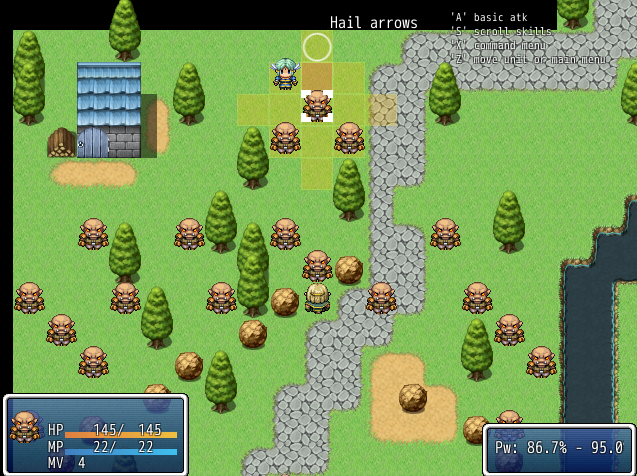 Hail arrows
'A' basic atk
'S' scroll skills
'X' command menu
'Z' move unit or main menu
HP 145/ 145
MP 22/ 22
MV 4
Pw: 86.7% - 95.0